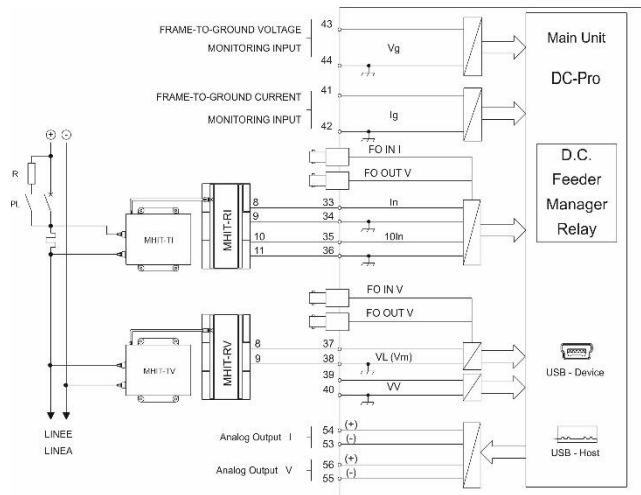 FRAME-TO-GROUND VOLTAGE
MONITORING INPUT
43
44
Vg
FRAME-TO-GROUND CURRENT
MONITORING INPUT
41
42
Ig
Main Unit
DC-Pro
D.C.
Feeder
Manager
Relay
+
-
R
PL
MHIT-TI
MHIT-RI
FO IN I
FO OUT V
8
33
In
9
34
10
35
10In
11
36
FO IN V
FO OUT V
MHIT-TV
MHIT-RV
8
37
9
38
VL (Vm)
39
40
VV
USB - Device
LINEE
LINEA
Analog Output I
54
(+)
53
(-)
Analog Output V
56
(+)
55
(-)
USB - Host